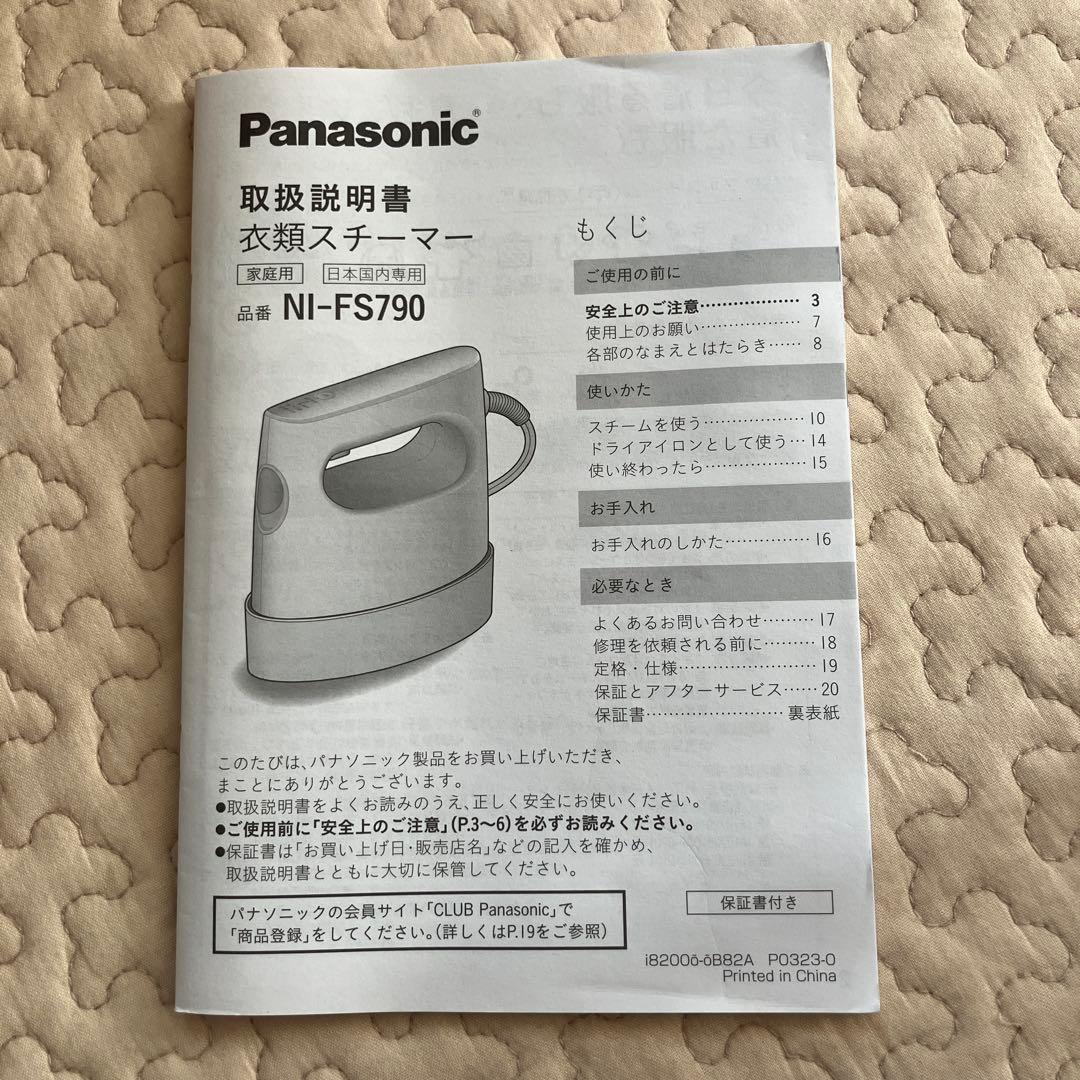 Panasonic®
取扱説明書
衣類スチーマー
家庭用 日本国内専用
品番 NI-FS790
もくじ
ご使用の前に
安全上のご注意………………… 3
使用上のお願い………………… 7
各部のなまえとはたらき…… 8
使いかた
スチームを使う………………10
ドライアイロンとして使う…14
使い終わったら………………15
お手入れ
お手入れのしかた……………16
必要なとき
よくあるお問い合わせ………17
修理を依頼される前に………18
定格・仕様……………………19
保証とアフターサービス……20
保証書…………………… 裏表紙
このたびは、パナソニック製品をお買い上げいただき、
まことにありがとうございます。
●取扱説明書をよくお読みのうえ、正しく安全にお使いください。
●ご使用前に「安全上のご注意」(P.3～6)を必ずお読みください。
●保証書は「お買い上げ日・販売店名」などの記入を確かめ、
取扱説明書とともに大切に保管してください。
パナソニックの会員サイト「CLUB Panasonic」で
「商品登録」をしてください。(詳しくはP.19をご参照)
保証書付き
P0323-0
Printed in China